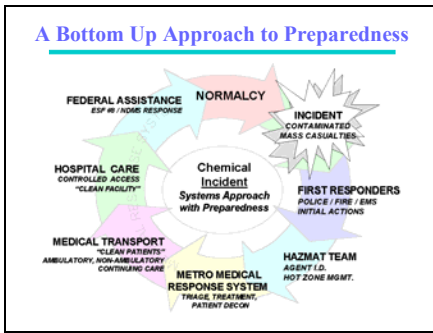 A Bottom Up Approach to Preparedness
NORMALCY
INCIDENT
CONTAMINATED
MASS CASUALTIES
FIRST RESPONDERS
POLICE / FIRE / EMS
INITIAL ACTIONS
HAZMAT TEAM
AGENT I.D.
HOT ZONE MGMT.
METRO MEDICAL
RESPONSE SYSTEM
TRIAGE, TREATMENT,
PATIENT DECON
MEDICAL TRANSPORT
"CLEAN PATIENTS"
AMBULATORY, NON-AMBULATORY
CONTINUING CARE
HOSPITAL CARE
CONTROLLED ACCESS
"CLEAN FACILITY"
FEDERAL ASSISTANCE
ESF #8 / NDMS RESPONSE
Chemical
Incident
Systems Approach
with Preparedness